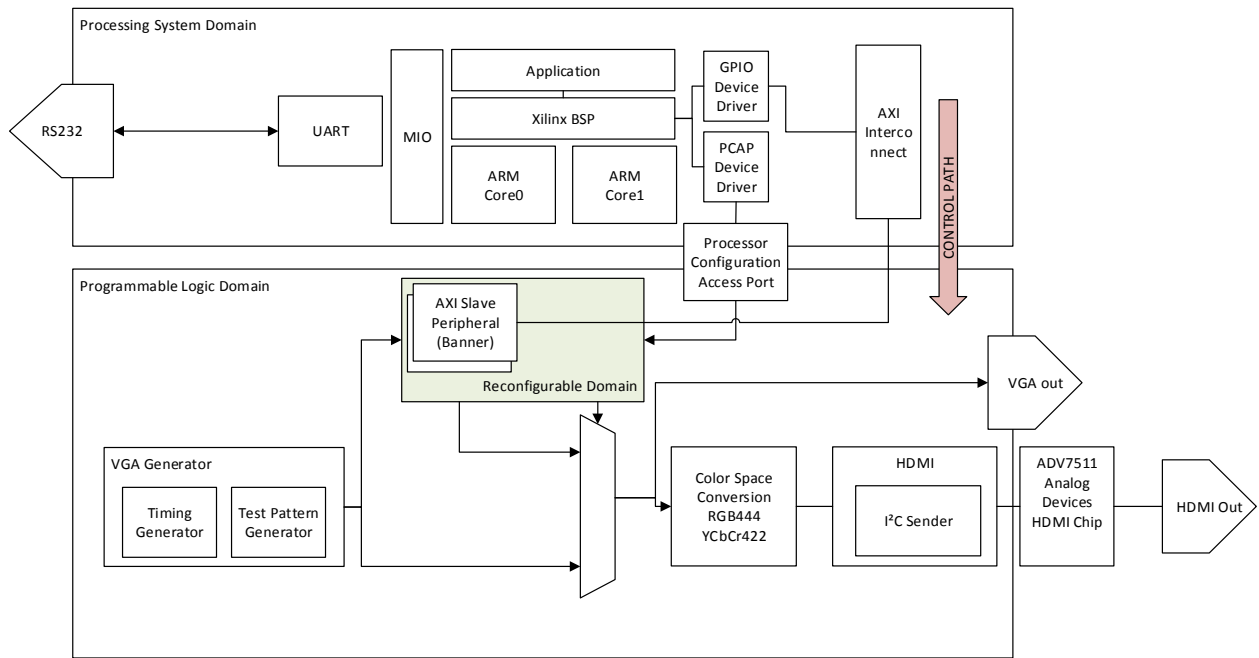 Processing System Domain
RS232
UART
MIO
Application
Xilinx BSP
ARM
Core0
ARM
Core1
GPIO
Device
Driver
PCAP
Device
Driver
AXI
Interco
nnect
CONTROL PATH
Processor
Configuration
Access Port
Programmable Logic Domain
AXI Slave
Peripheral
(Banner)
Reconfigurable Domain
VGA out
VGA Generator
Timing
Generator
Test Pattern
Generator
Color Space
Conversion
RGB444
YCbCr422
HDMI
I²C Sender
ADV7511
Analog
Devices
HDMI Chip
HDMI Out